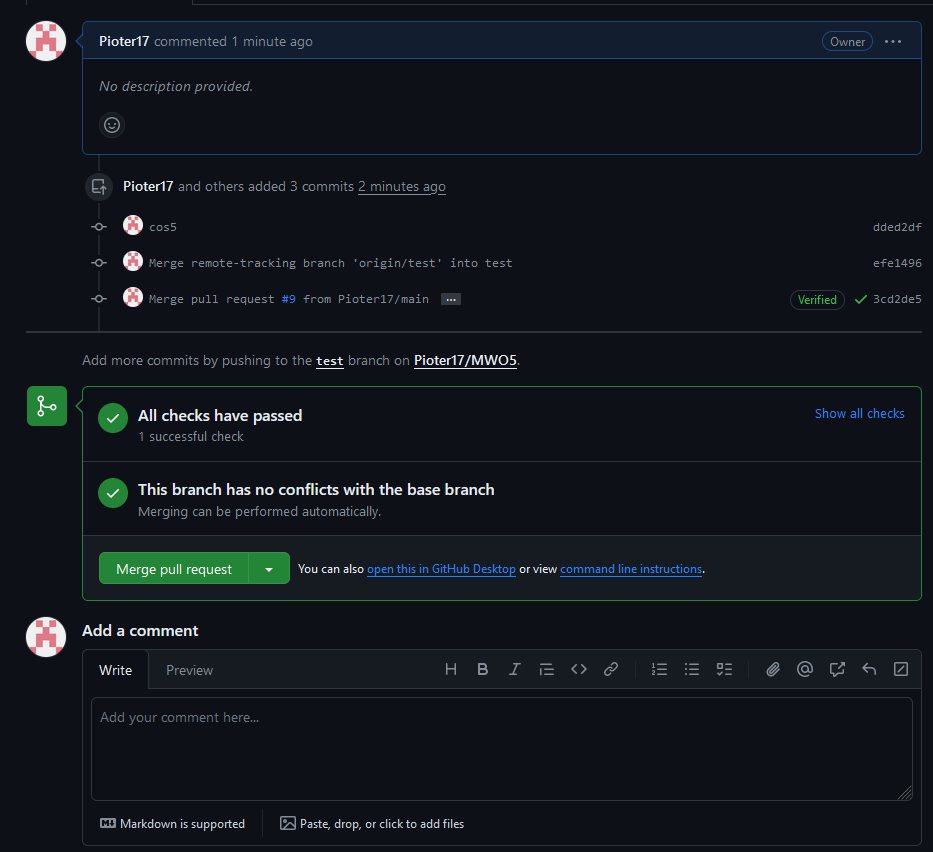 Pioter17 commented 1 minute ago Owner ...
No description provided.
Pioter17 and others added 3 commits 2 minutes ago
cos5 dded2df
Merge remote-tracking branch 'origin/test' into test efe1496
Merge pull request #9 from Pioter17/main ... Verified 3cd2de5
Add more commits by pushing to the test branch on Pioter17/MWO5.
All checks have passed Show all checks
1 successful check
This branch has no conflicts with the base branch
Merging can be performed automatically.
Merge pull request You can also open this in GitHub Desktop or view command line instructions.
Add a comment
Write Preview
Add your comment here...
Markdown is supported Paste, drop, or click to add files